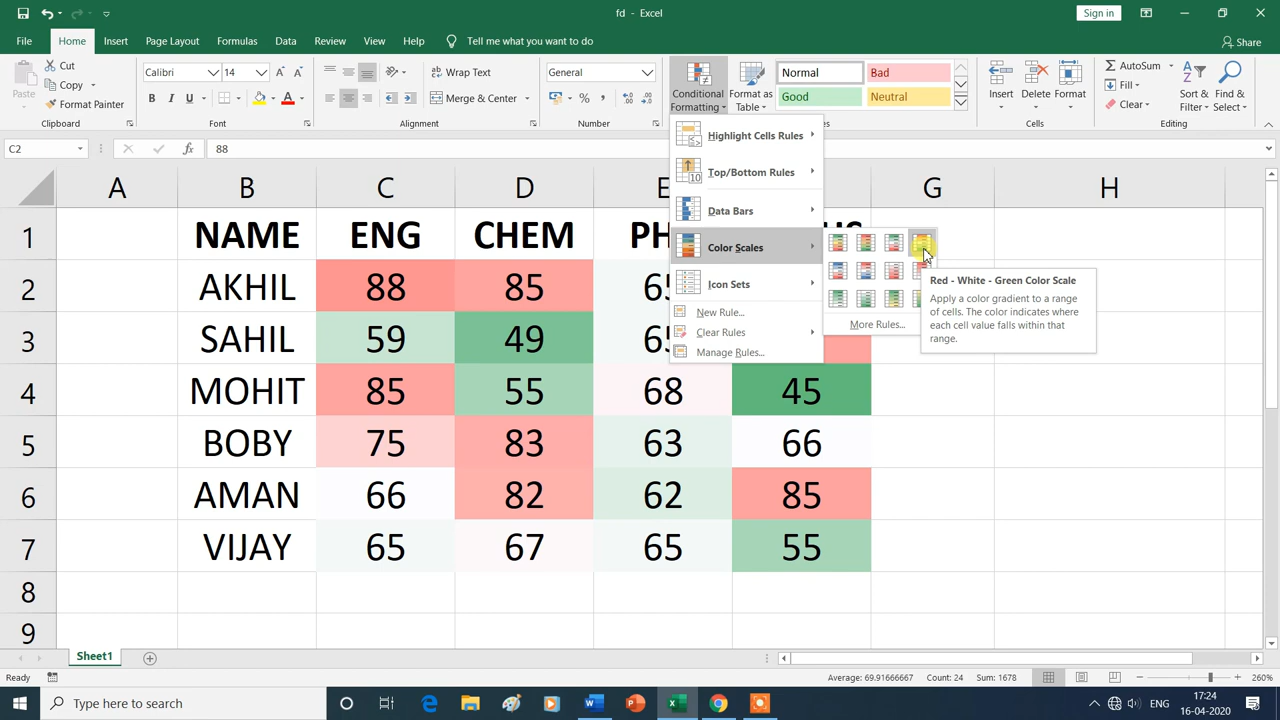 fd - Excel
Sign in
File Home Insert Page Layout Formulas Data Review View Help Tell me what you want to do Share
Paste
Cut
Copy
Format Painter
Clipboard
Calibri 14
B I U
Font
Wrap Text
Merge & Center
Alignment
General
%
Number
Conditional
Formatting
Format as
Table
Normal Bad
Good Neutral
Insert Delete Format
Cells
AutoSum
Fill
Clear
Sort &
Filter
Find &
Select
Editing
C2 fx 88
Highlight Cells Rules
Top/Bottom Rules
Data Bars
Color Scales
Icon Sets
New Rule...
Clear Rules
Manage Rules...
More Rules...
Red - White - Green Color Scale
Apply a color gradient to a range
of cells. The color indicates where
each cell value falls within that
range.
A B C D E G H
1 NAME ENG CHEM
2 AKHIL 88 85
3 SAHIL 59 49
4 MOHIT 85 55 68 45
5 BOBY 75 83 63 66
6 AMAN 66 82 62 85
7 VIJAY 65 67 65 55
8
9
Sheet1
Ready Average: 69.91666667 Count: 24 Sum: 1678 260%
Type here to search
ENG
17:24
16-04-2020